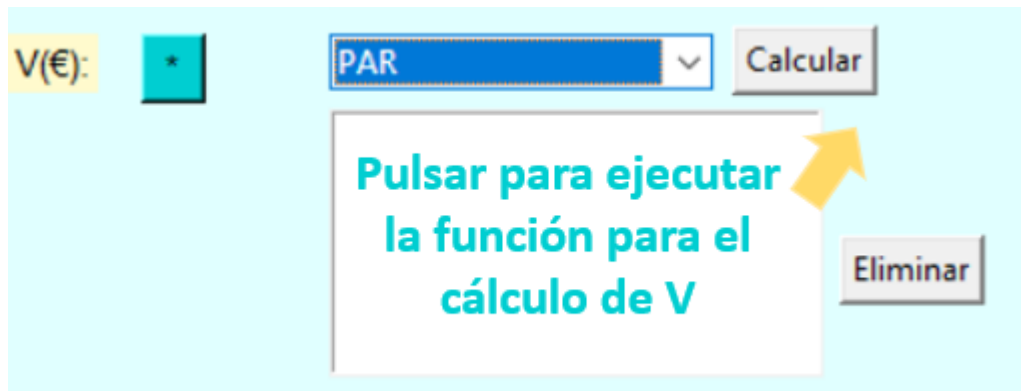 V(€): * PAR Calcular
Pulsar para ejecutar
la función para el
cálculo de V
Eliminar